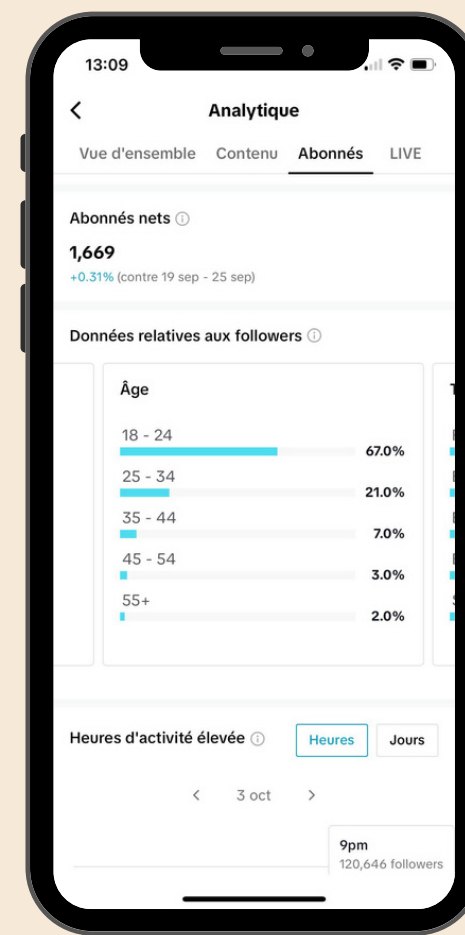 13:09
Analytique
Vue d'ensemble Contenu Abonnés LIVE
Abonnés nets
1,669
+0.31% (contre 19 sep - 25 sep)
Données relatives aux followers
Âge
18 - 24
67.0%
25 - 34
21.0%
35 - 44
7.0%
45 - 54
3.0%
55+
2.0%
Heures d'activité élevée
Heures Jours
3 oct
9pm
120,646 followers